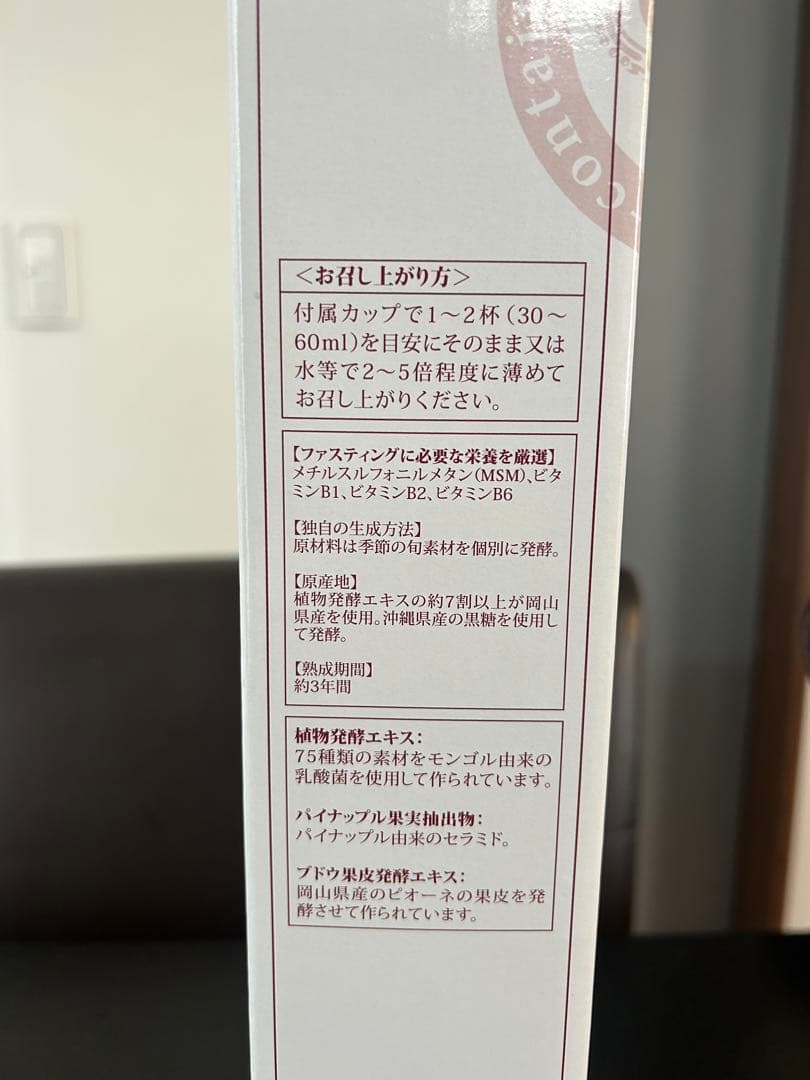 -contai
＜お召し上がり方＞
付属カップで1〜2杯（30〜
60ml）を目安にそのまま又は
水等で2〜5倍程度に薄めて
お召し上がりください。
【ファスティングに必要な栄養を厳選】
メチルスルフォニルメタン（MSM）、ビタ
ミンB1、ビタミンB2、ビタミンB6
【独自の生成方法】
原材料は季節の旬素材を個別に発酵。
【原産地】
植物発酵エキスの約7割以上が岡山
県産を使用。沖縄県産の黒糖を使用し
て発酵。
【熟成期間】
約3年間
植物発酵エキス：
75種類の素材をモンゴル由来の
乳酸菌を使用して作られています。
パイナップル果実抽出物：
パイナップル由来のセラミド。
ブドウ果皮発酵エキス：
岡山県産のピオーネの果皮を発
酵させて作られています。